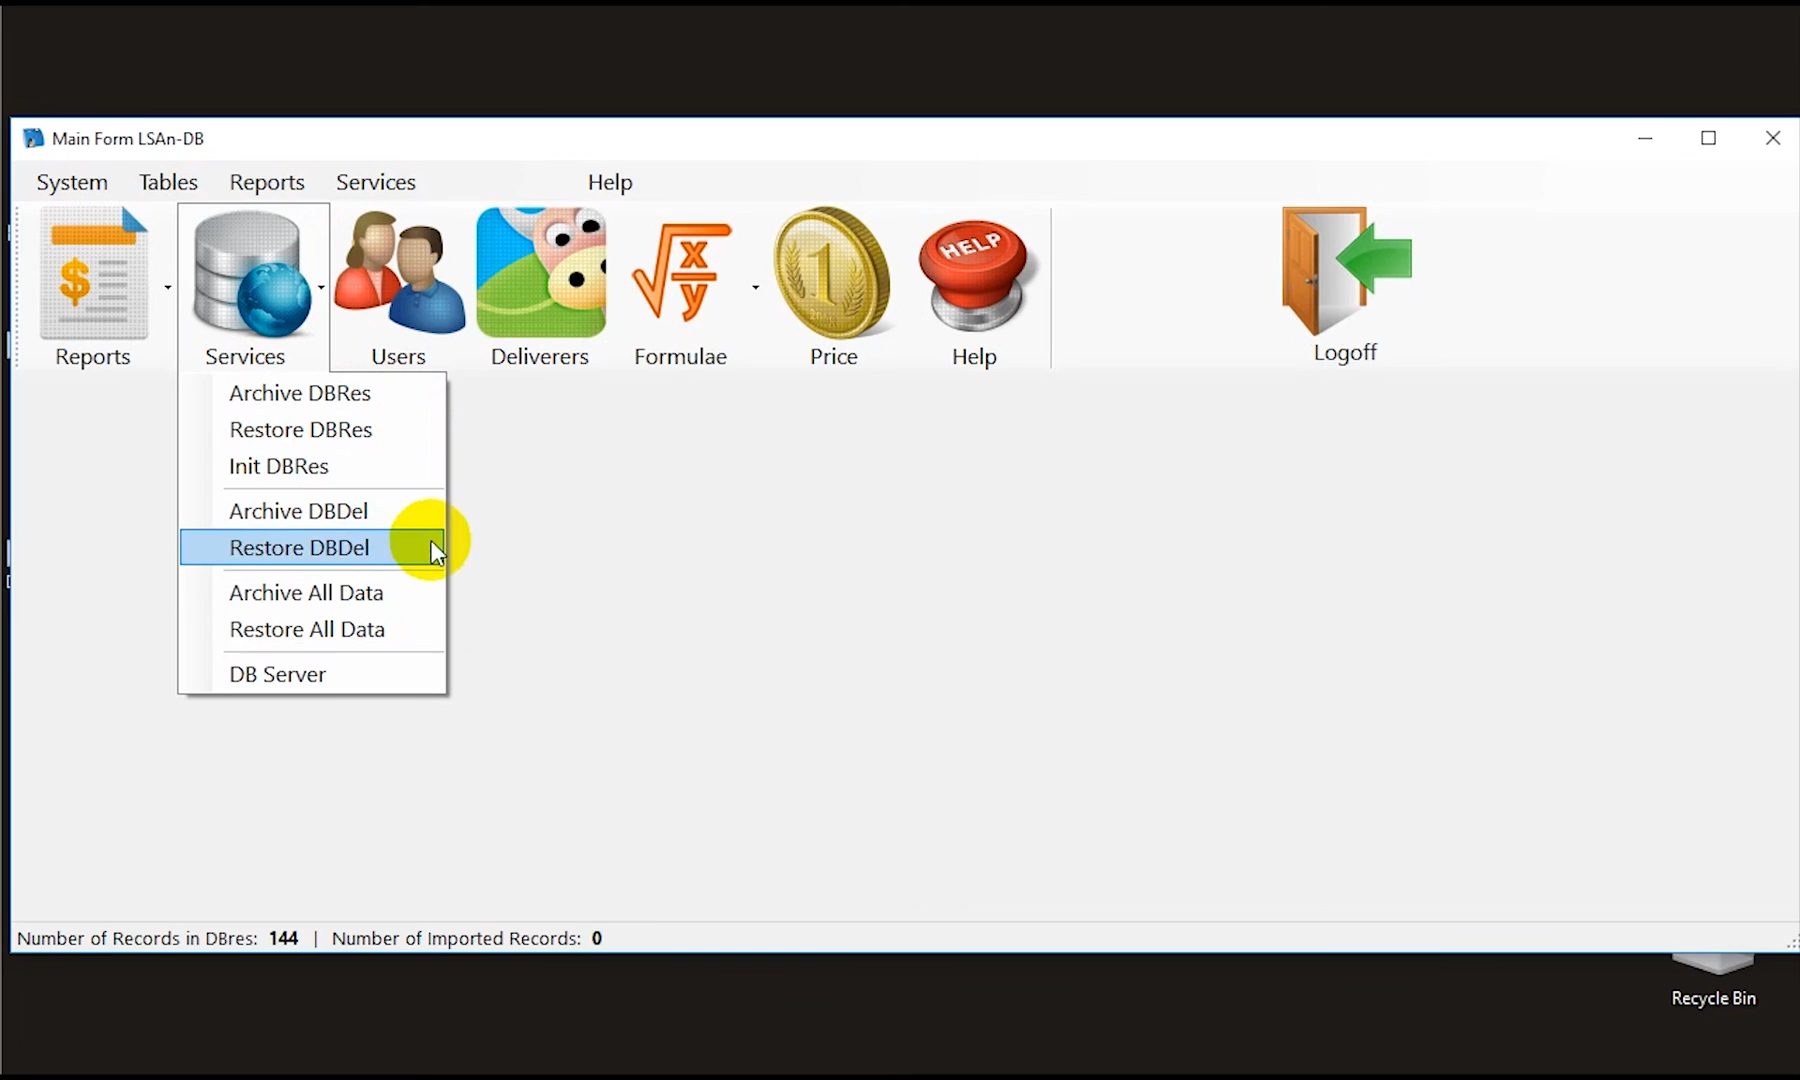 Main Form LSAn-DB
System Tables Reports Services Help
HELP
1
$
x
y
Reports Services Users Deliverers Formulae Price Help Logoff
Archive DBRes
Restore DBRes
Init DBRes
Archive DBDel
Restore DBDel
Archive All Data
Restore All Data
DB Server
Number of Records in DBres: 144 | Number of Imported Records: 0
Recycle Bin